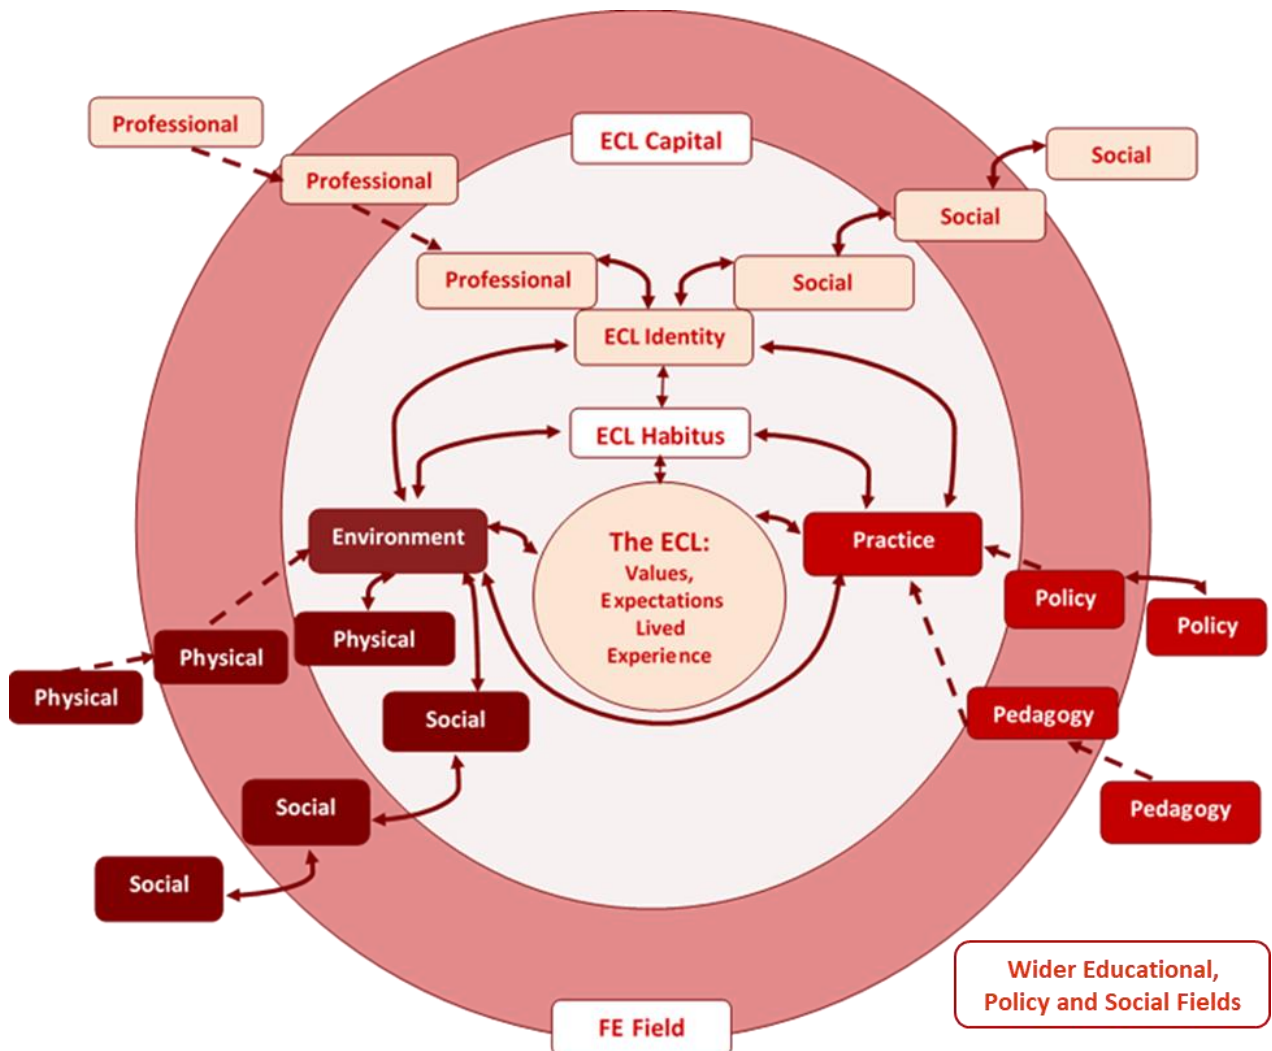 Professional
ECL Capital
Social
Professional
Social
Professional
Social
ECL Identity
ECL Habitus
Environment
The ECL:
Values,
Expectations
Lived
Experience
Practice
Policy
Policy
Physical
Physical
Physical
Social
Pedagogy
Pedagogy
Social
Social
Wider Educational,
Policy and Social Fields
FE Field